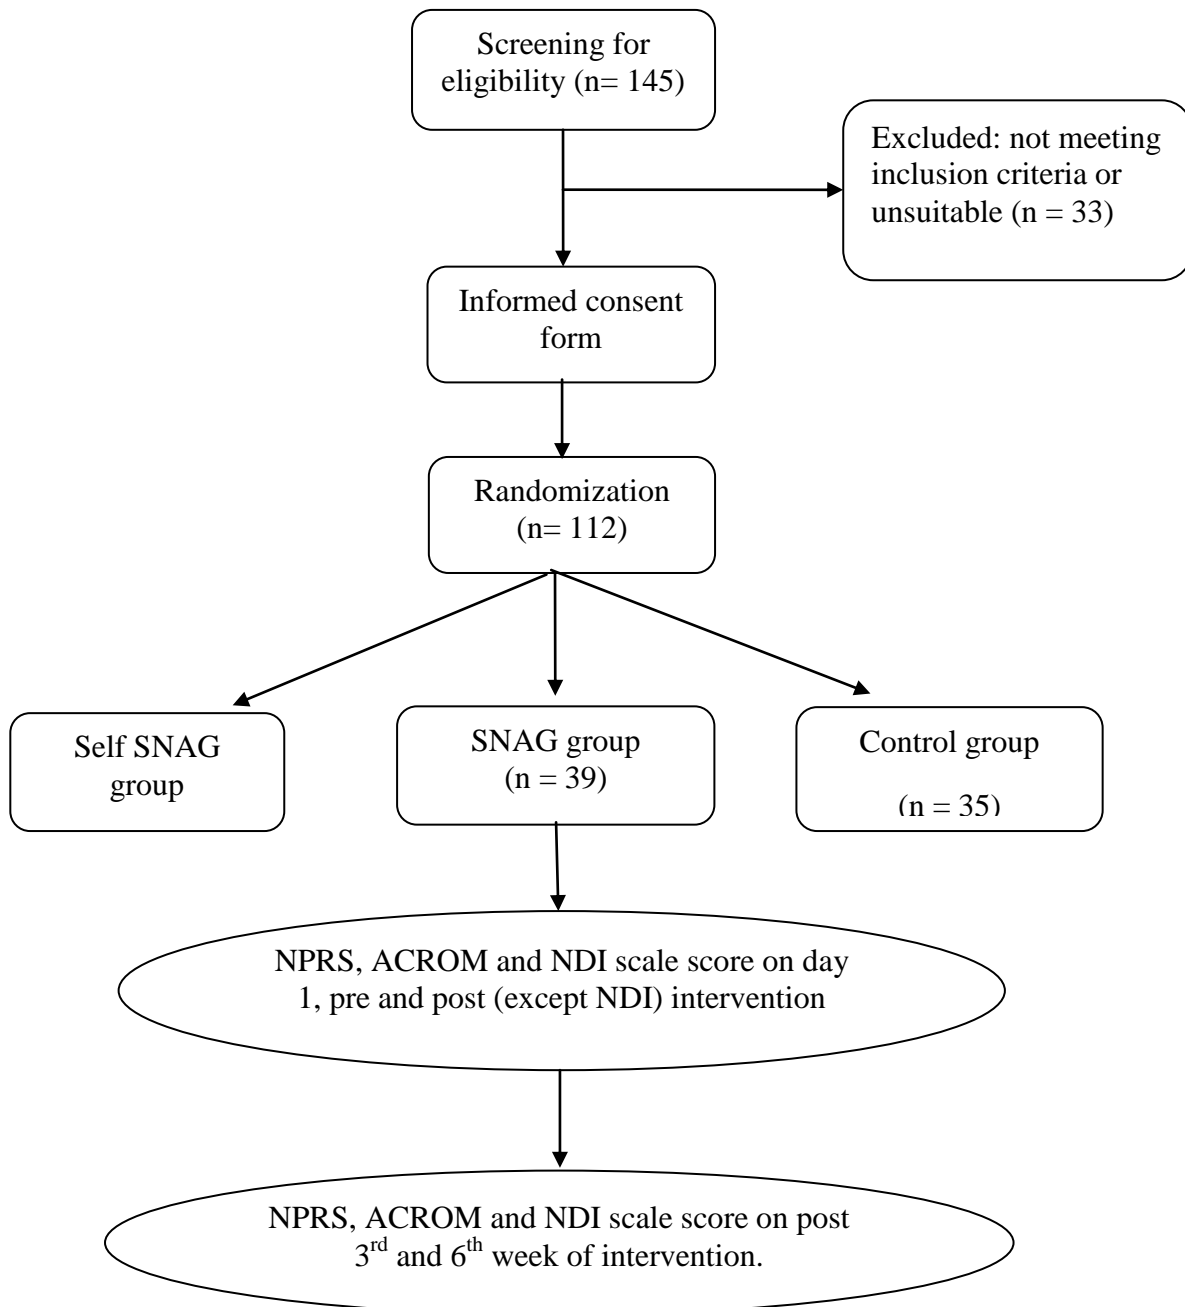 Screening for
eligibility (n= 145)
Excluded: not meeting
inclusion criteria or
unsuitable (n = 33)
Informed consent
form
Randomization
(n= 112)
Self SNAG
group
SNAG group
(n = 39)
Control group
(n = 35)
NPRS, ACROM and NDI scale score on day
1, pre and post (except NDI) intervention
NPRS, ACROM and NDI scale score on post
3rd and 6th week of intervention.